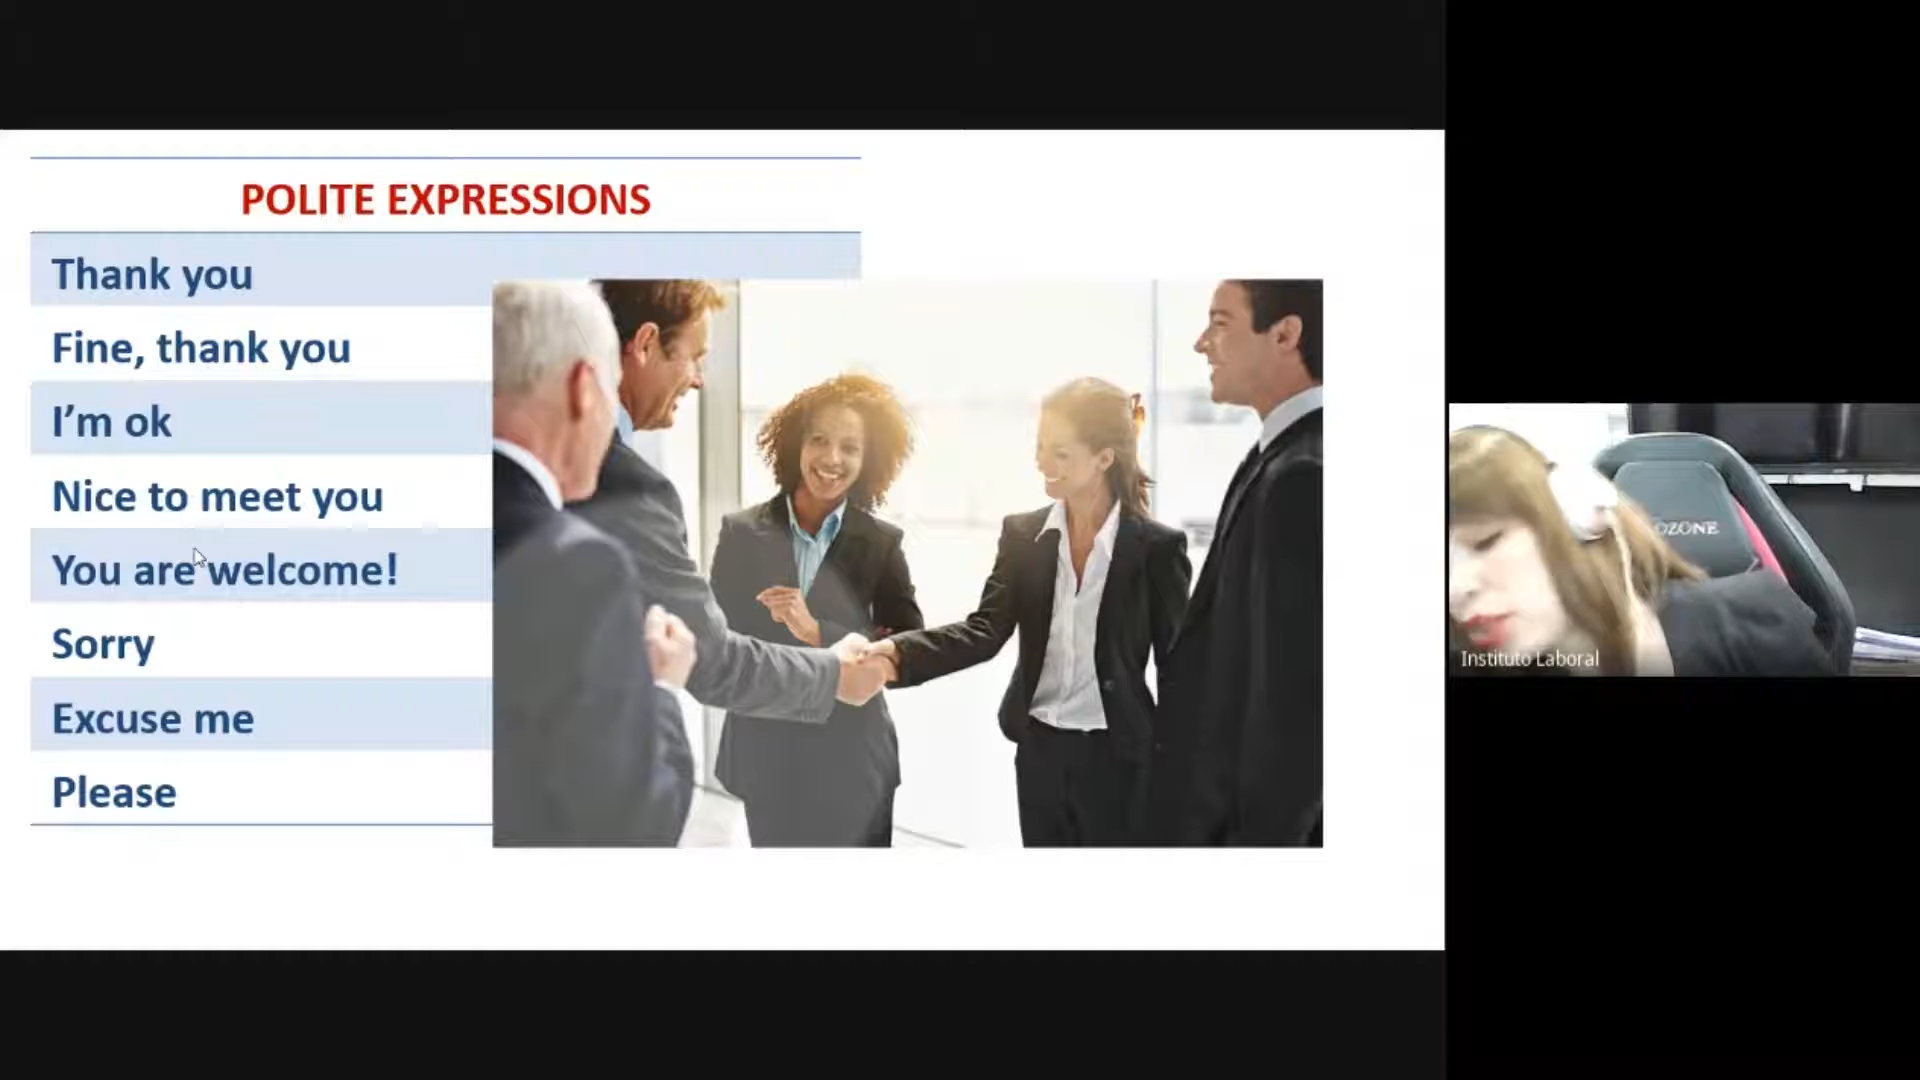 POLITE EXPRESSIONS
Thank you
Fine, thank you
I’m ok
Nice to meet you
You are welcome!
Sorry
Excuse me
Please
OZONE
Instituto Laboral